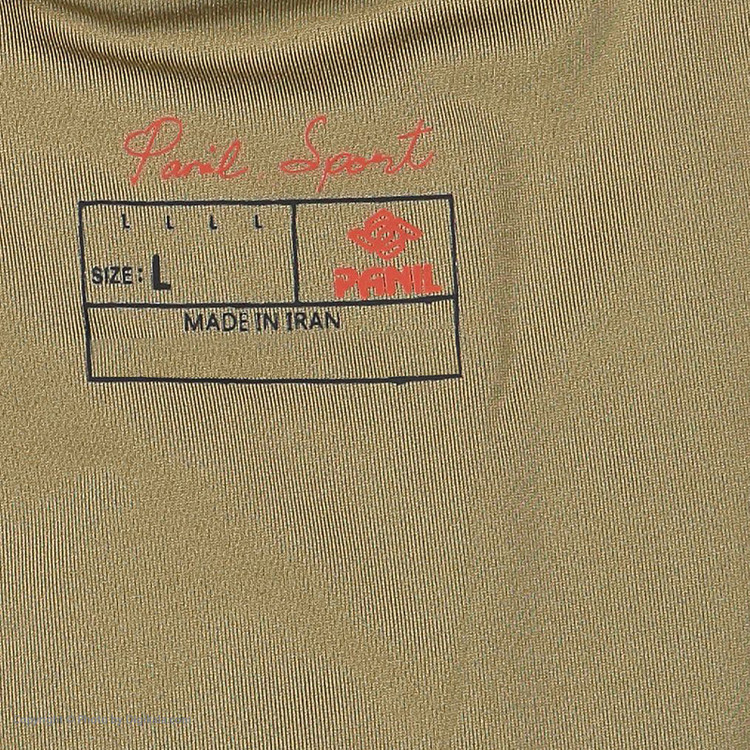 Panil Sport
L L L L
SIZE: L
PANIL
MADE IN IRAN